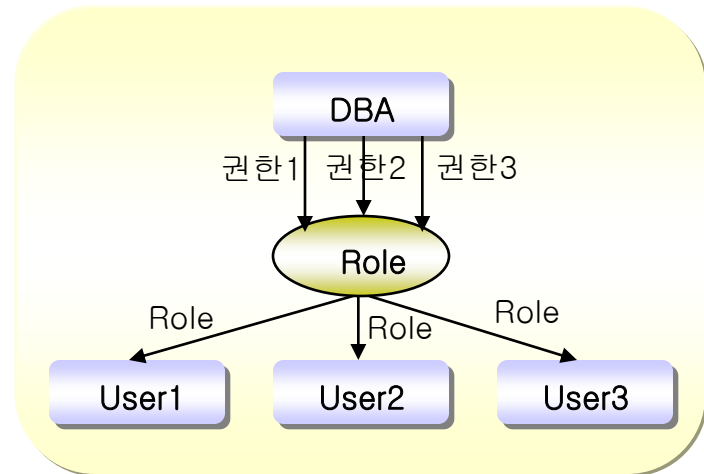 DBA
권한1 권한2 권한3
Role
Role Role Role
User1 User2 User3